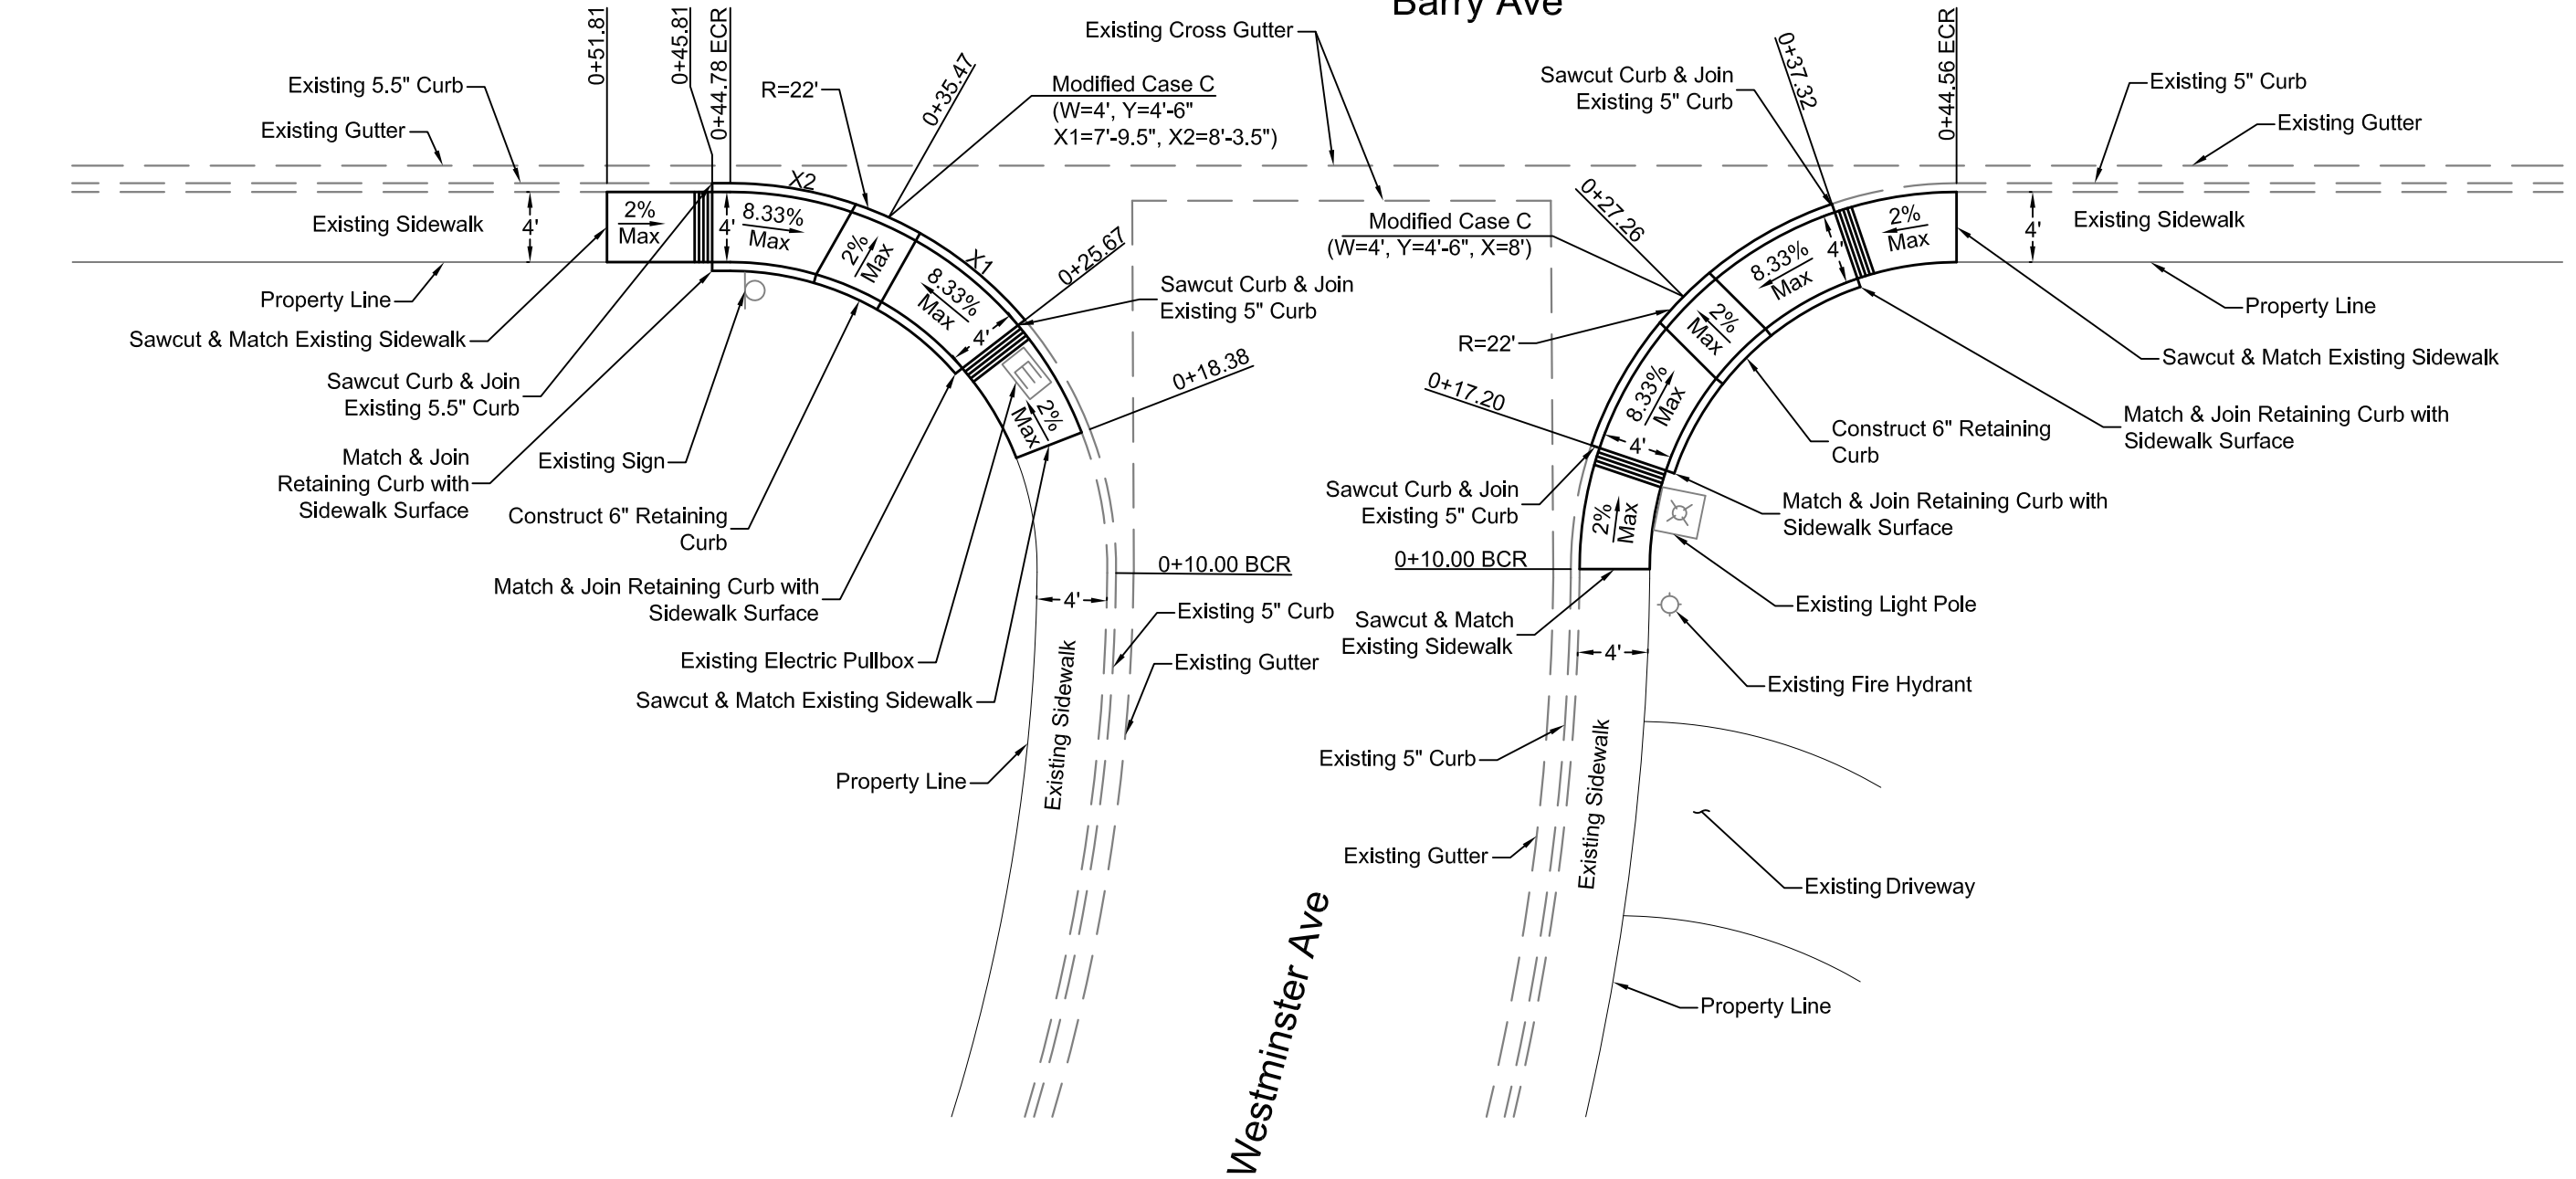 Barry Ave
0+51.81
0+45.81
0+44.78 ECR
Existing 5.5" Curb
Existing Gutter
R=22'
0+35.47
Modified Case C
(W=4', Y=4'-6"
X1=7'-9.5", X2=8'-3.5")
Existing Cross Gutter
Sawcut Curb & Join
Existing 5" Curb
0+37.32
0+44.56 ECR
Existing 5" Curb
Existing Gutter
Existing Sidewalk
4'
2%
Max
4'
8.33%
Max
X2
2%
Max
X1
8.33%
Max
4'
0+25.67
E
2%
Max
0+18.38
Sawcut Curb & Join
Existing 5" Curb
Property Line
Sawcut & Match Existing Sidewalk
Sawcut Curb & Join
Existing 5.5" Curb
Match & Join
Retaining Curb with
Sidewalk Surface
Existing Sign
Construct 6" Retaining
Curb
Match & Join Retaining Curb with
Sidewalk Surface
Existing Electric Pullbox
Sawcut & Match Existing Sidewalk
Property Line
Existing Sidewalk
4'
0+10.00 BCR
Existing 5" Curb
Existing Gutter
Modified Case C
(W=4', Y=4'-6", X=8')
0+27.26
R=22'
0+17.20
2%
Max
4'
8.33%
Max
2%
Max
8.33%
Max
4'
2%
Max
4'
Existing Sidewalk
Property Line
Sawcut & Match Existing Sidewalk
Match & Join Retaining Curb with
Sidewalk Surface
Construct 6" Retaining
Curb
Match & Join Retaining Curb with
Sidewalk Surface
Sawcut Curb & Join
Existing 5" Curb
0+10.00 BCR
Sawcut & Match
Existing Sidewalk
4'
Existing Light Pole
Existing Fire Hydrant
Existing 5" Curb
Existing Sidewalk
Existing Gutter
Existing Driveway
Property Line
Westminster Ave